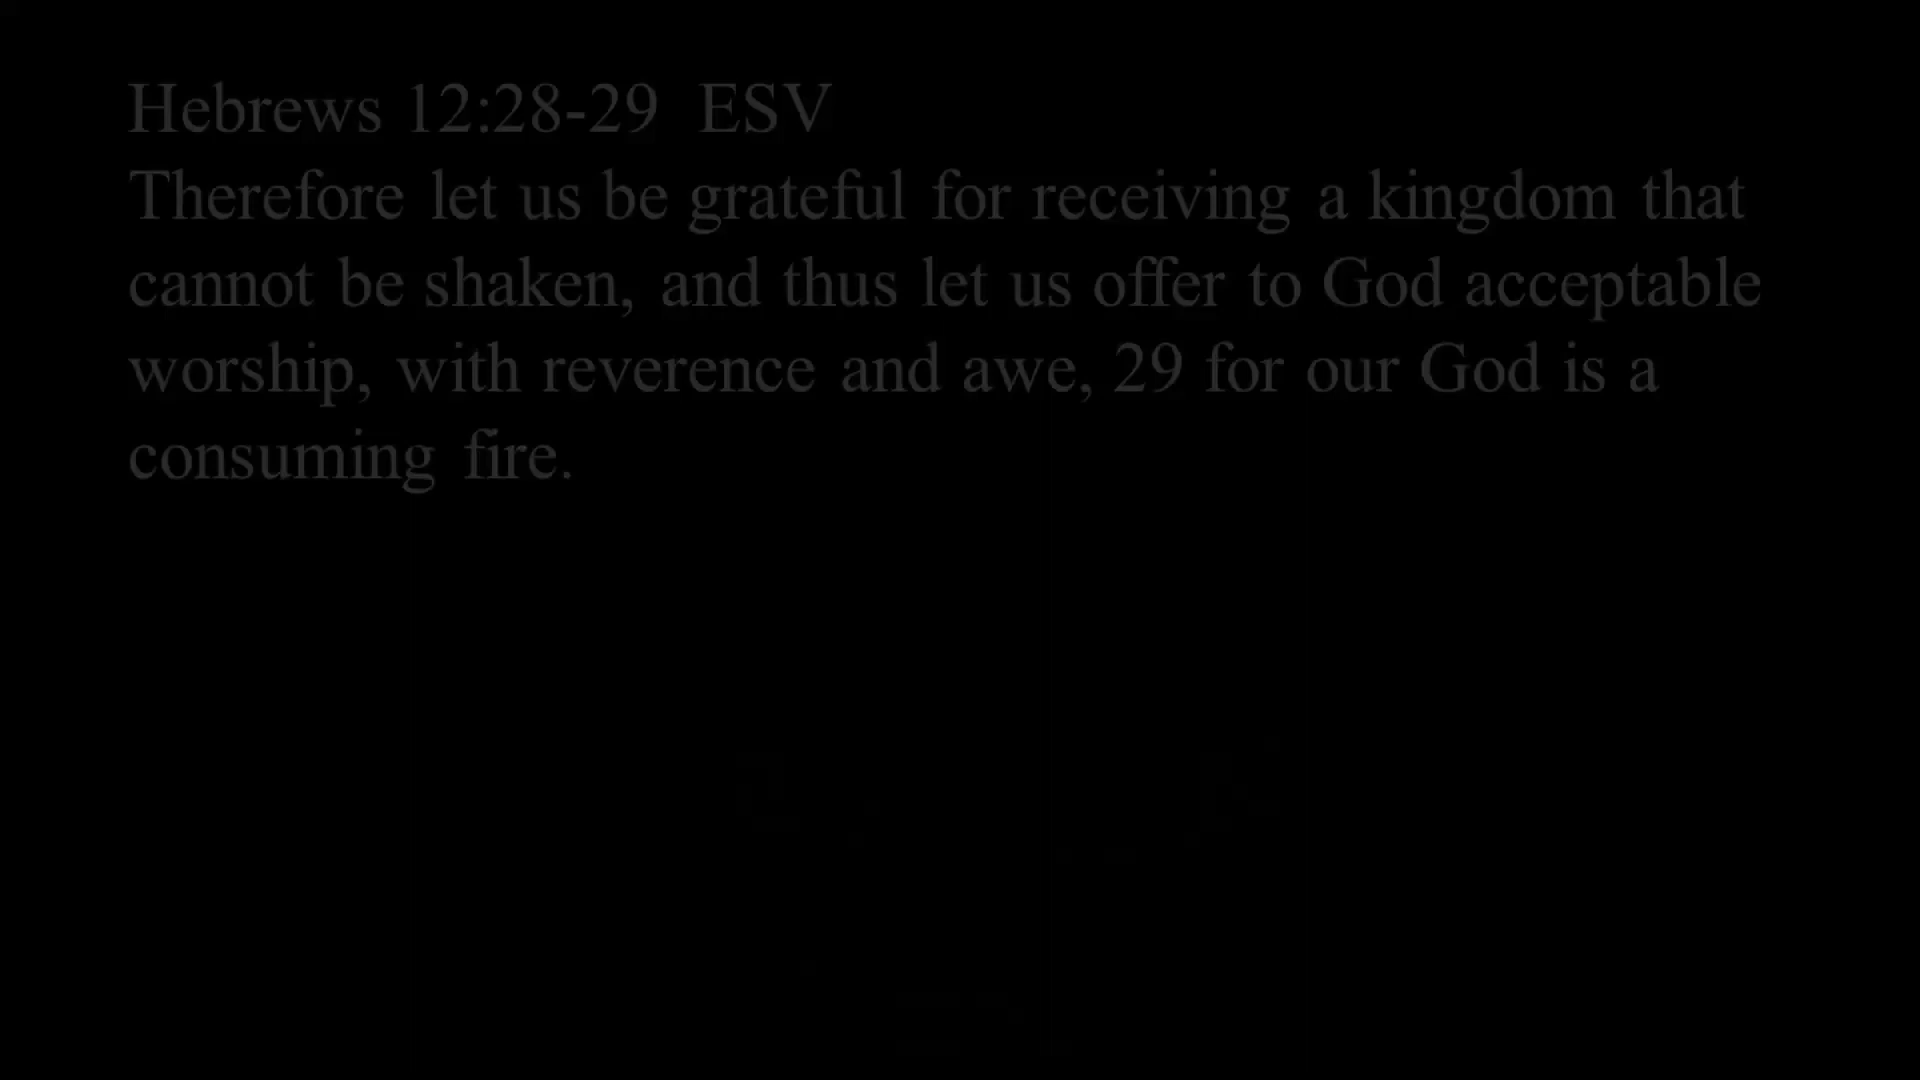 Hebrews 12:28-29 ESV
Therefore let us be grateful for receiving a kingdom that
cannot be shaken, and thus let us offer to God acceptable
worship, with reverence and awe, 29 for our God is a
consuming fire.